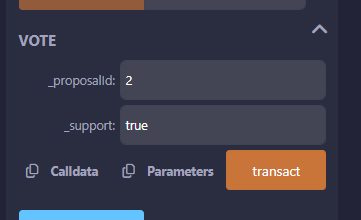 VOTE
_proposalid: 2
_support: true
Calldata Parameters transact